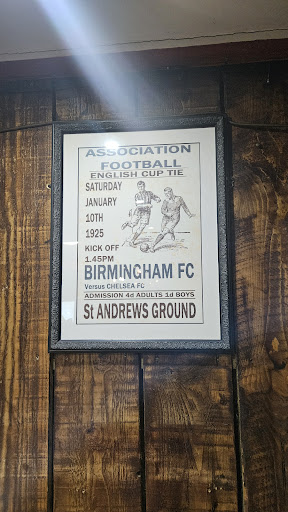 ASSOCIATION
FOOTBALL
ENGLISH CUP TIE
SATURDAY
JANUARY
10TH
1925
KICK OFF
1.45PM
BIRMINGHAM FC
Versus CHELSEA FC
ADMISSION 4d ADULTS 1d BOYS
St ANDREWS GROUND